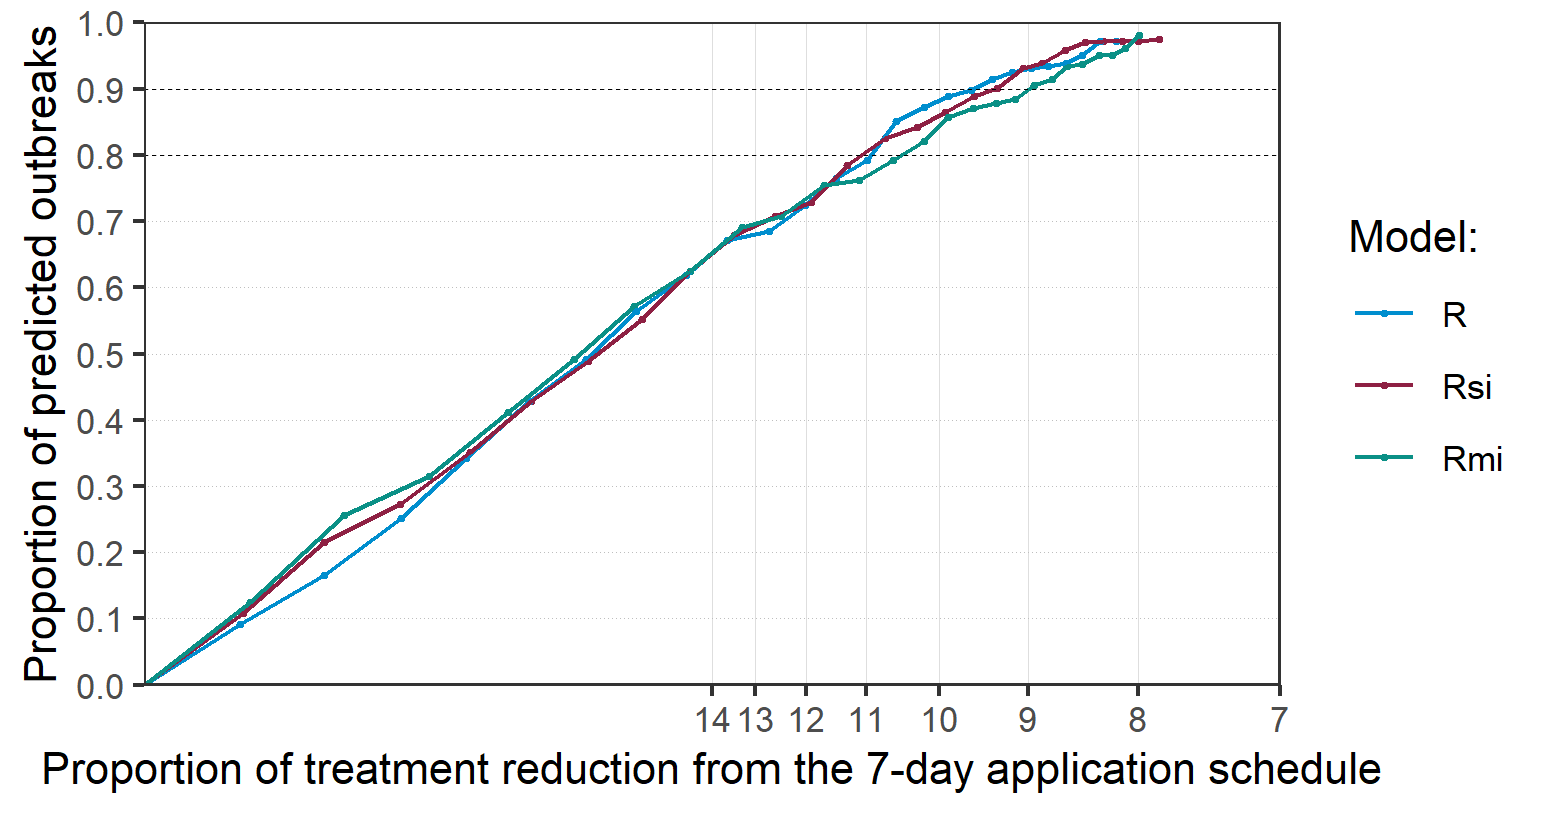 Proportion of predicted outbreaks
1.0
0.9
0.8
0.7
0.6
0.5
0.4
0.3
0.2
0.1
0.0
14 13 12 11 10 9 8 7
Proportion of treatment reduction from the 7-day application schedule
Model:
R
Rsi
Rmi